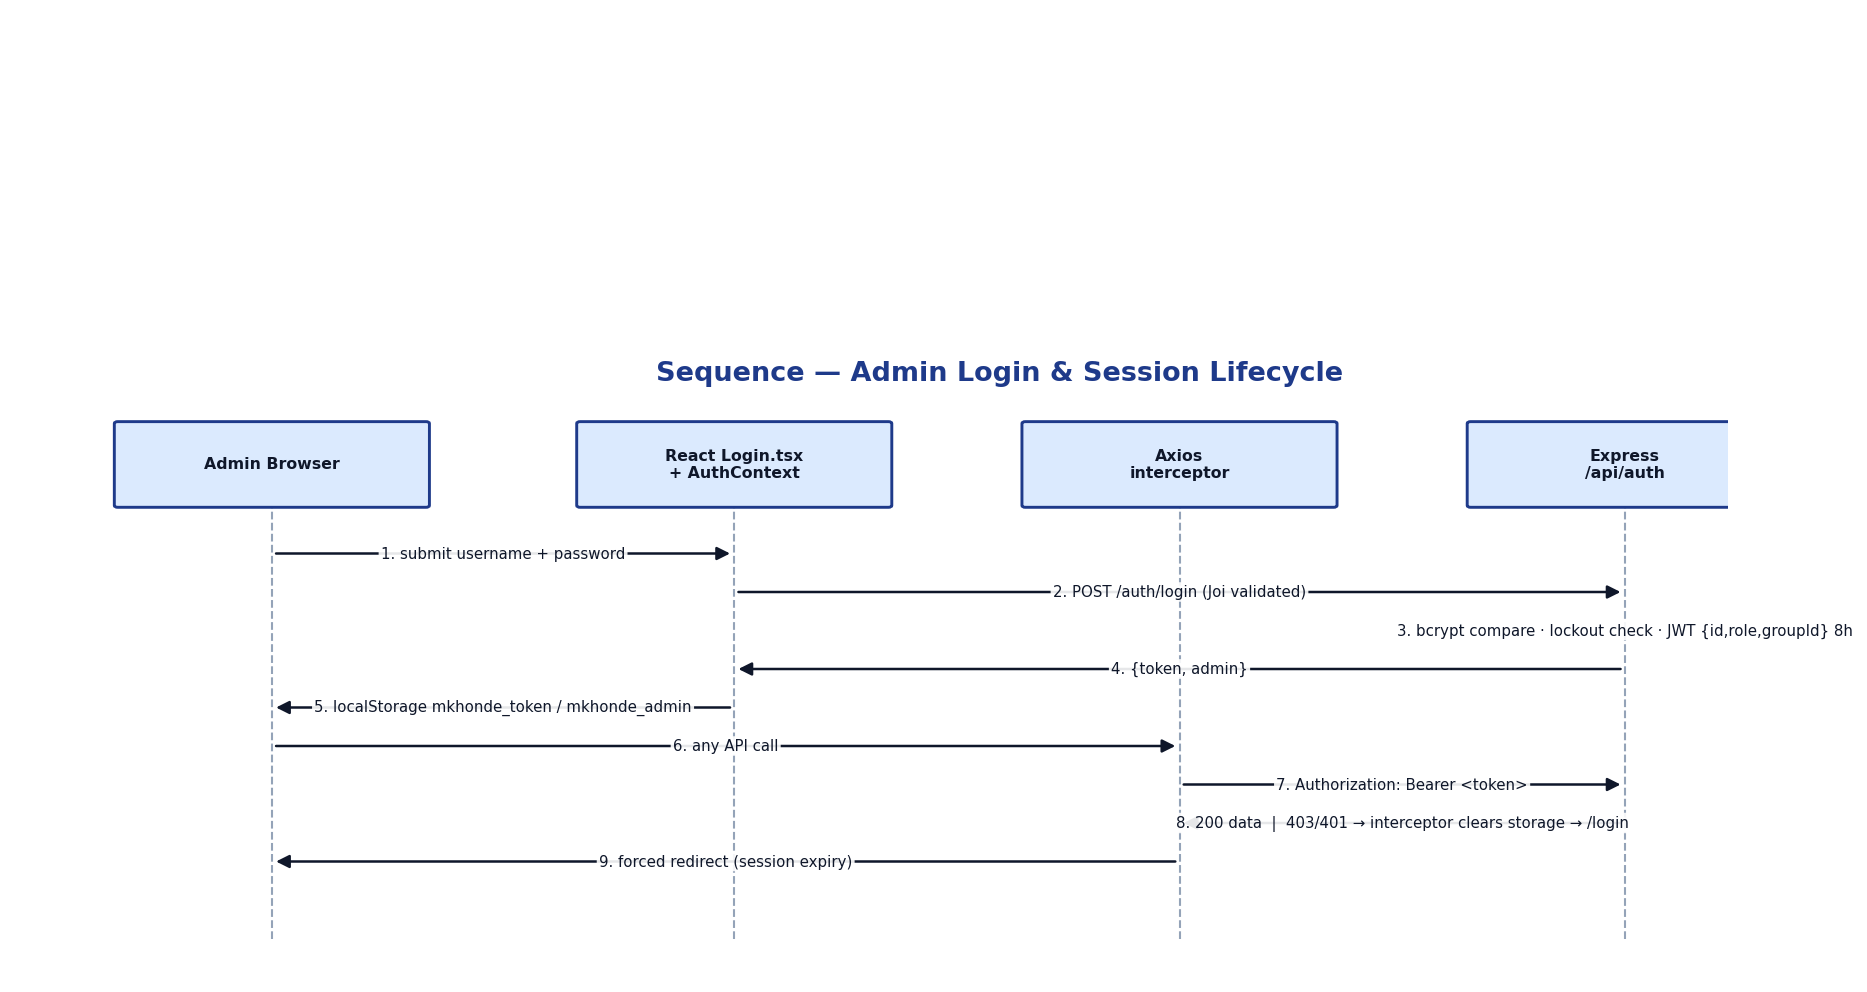 Sequence — Admin Login & Session Lifecycle
Admin Browser
React Login.tsx
+ AuthContext
Axios
interceptor
Express
/api/auth
1. submit username + password
2. POST /auth/login (Joi validated)
3. bcrypt compare · lockout check · JWT {id,role,groupId} 8h
4. {token, admin}
5. localStorage mkhonde_token / mkhonde_admin
6. any API call
7. Authorization: Bearer <token>
8. 200 data | 403/401 → interceptor clears storage → /login
9. forced redirect (session expiry)